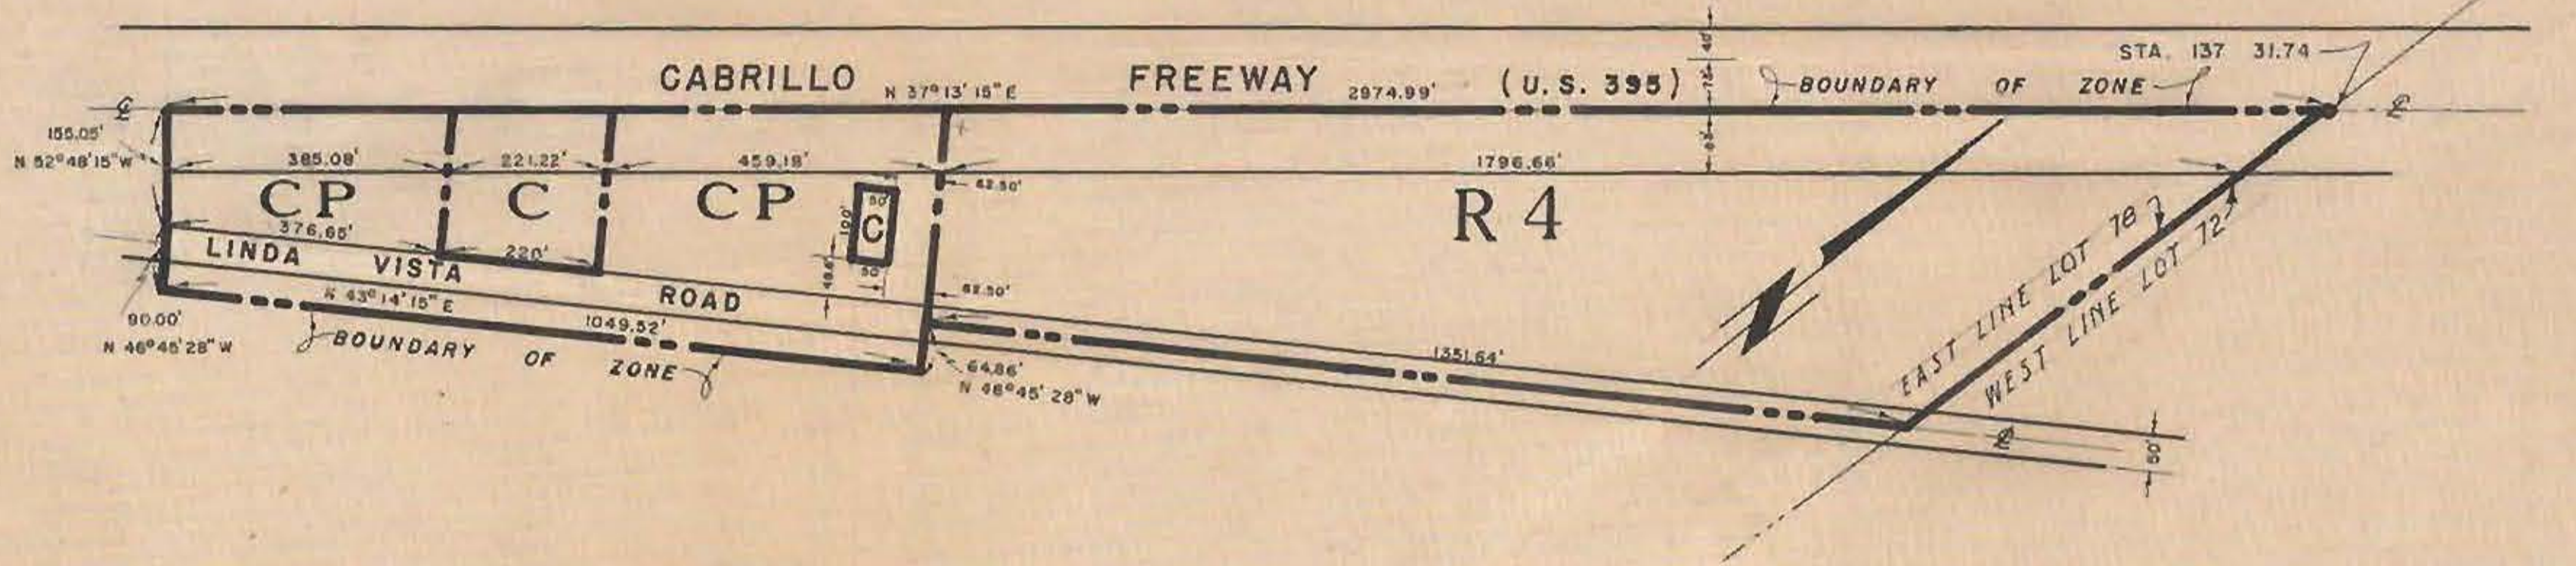 STA. 137 31.74
CABRILLO FREEWAY (U.S. 395)
N 37° 13' 15" E
2974.99'
BOUNDARY OF ZONE
40'
155.05'
N 52° 48' 15" W
385.08'
221.22'
459.18'
1796.66'
62.50'
CP
C
CP
50'
100'
C
50'
R 4
376.65'
220'
LINDA VISTA ROAD
N 43° 14' 15" E
1049.52'
62.50'
90.00'
N 46° 45' 28" W
BOUNDARY OF ZONE
64.86'
N 46° 45' 28" W
1351.64'
EAST LINE LOT 78
WEST LINE LOT 72
50'